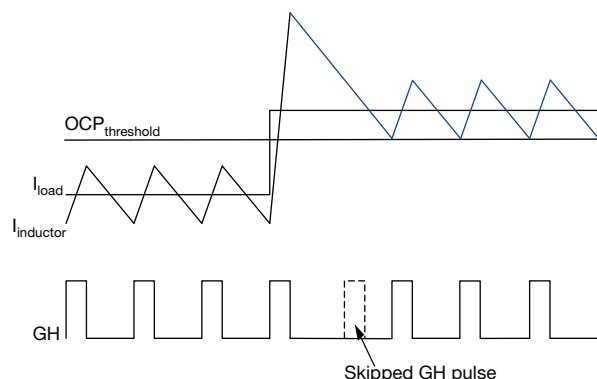 OCPthreshold
Iload
Iinductor
GH
Skipped GH pulse